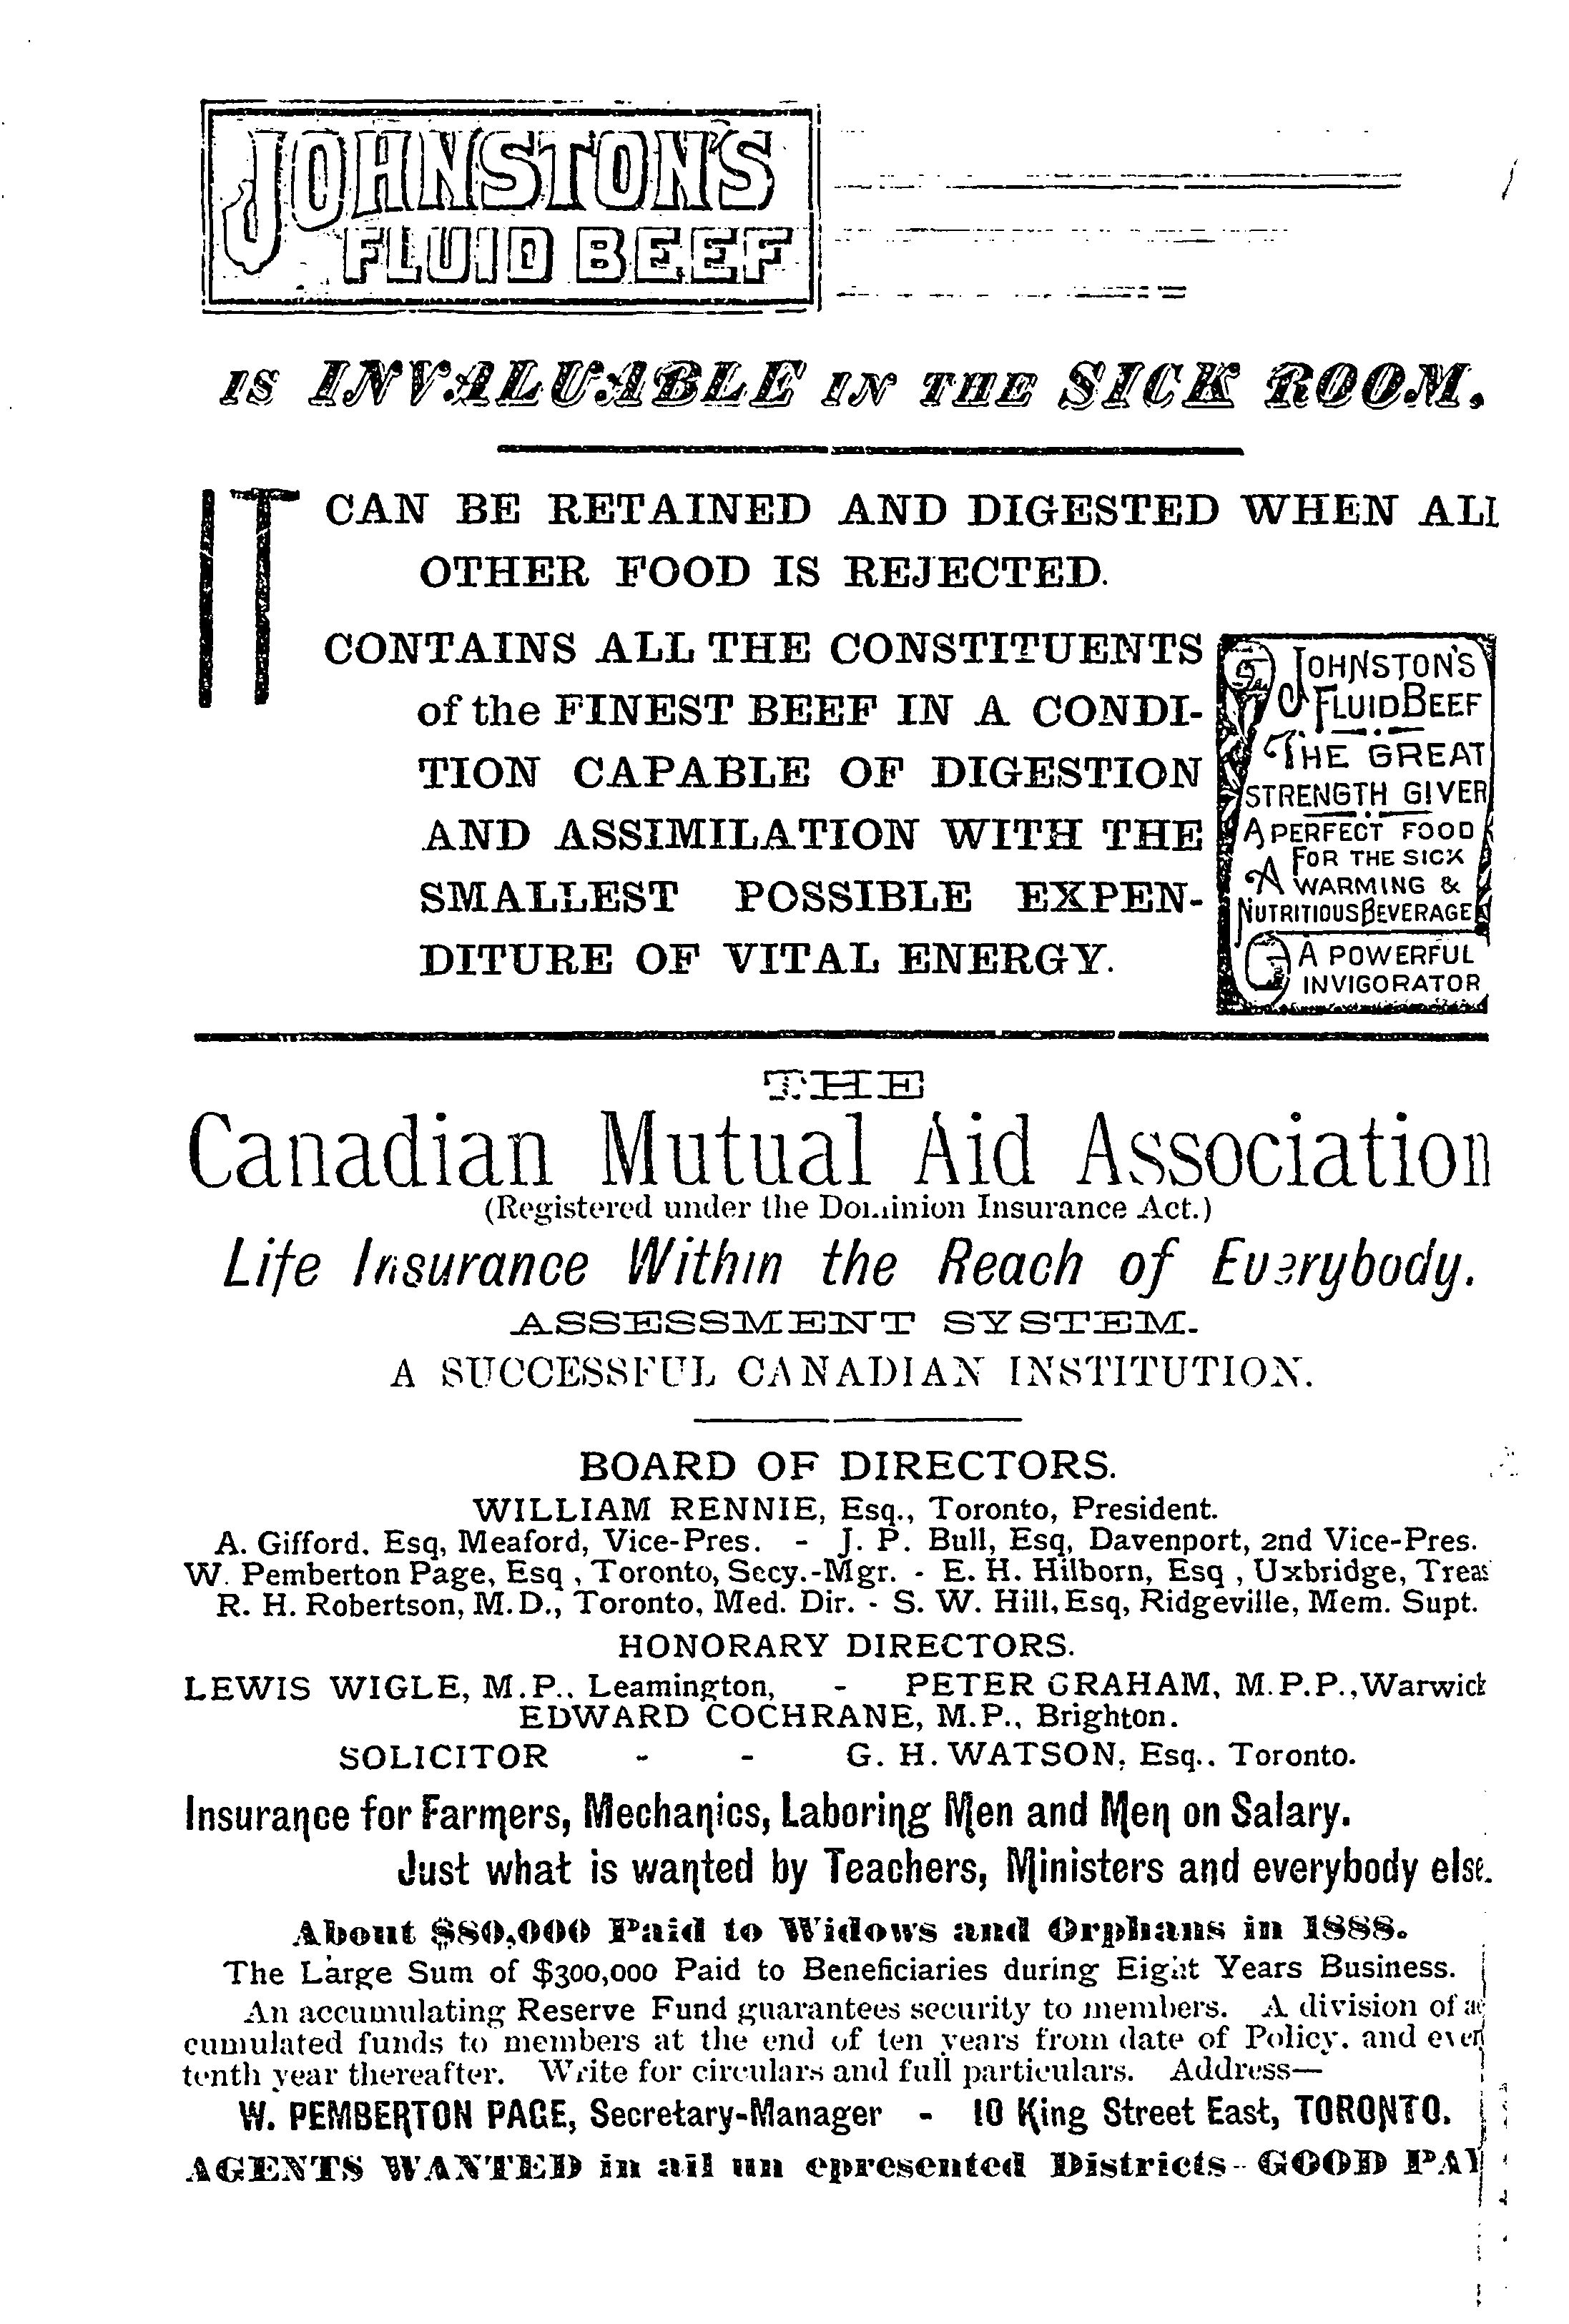 JOHNSTON'S
FLUID BEEF
IS INVALUABLE IN THE SICK ROOM.
IT CAN BE RETAINED AND DIGESTED WHEN ALL
OTHER FOOD IS REJECTED.
CONTAINS ALL THE CONSTITUENTS
of the FINEST BEEF IN A CONDI-
TION CAPABLE OF DIGESTION
AND ASSIMILATION WITH THE
SMALLEST POSSIBLE EXPEN-
DITURE OF VITAL ENERGY.
JOHNSTON'S
FLUID BEEF
THE GREAT
STRENGTH GIVER
A PERFECT FOOD
FOR THE SICK
A WARMING &
NUTRITIOUS BEVERAGE
A POWERFUL
INVIGORATOR
THE
Canadian Mutual Aid Association
(Registered under the Dominion Insurance Act.)
Life Insurance Within the Reach of Everybody.
ASSESSMENT SYSTEM.
A SUCCESSFUL CANADIAN INSTITUTION.
BOARD OF DIRECTORS.
WILLIAM RENNIE, Esq., Toronto, President.
A. Gifford. Esq, Meaford, Vice-Pres. - J. P. Bull, Esq, Davenport, 2nd Vice-Pres.
W. Pemberton Page, Esq , Toronto, Secy.-Mgr. - E. H. Hilborn, Esq , Uxbridge, Treas
R. H. Robertson, M.D., Toronto, Med. Dir. - S. W. Hill, Esq, Ridgeville, Mem. Supt.
HONORARY DIRECTORS.
LEWIS WIGLE, M.P., Leamington, - PETER GRAHAM, M.P.P., Warwick
EDWARD COCHRANE, M.P., Brighton.
SOLICITOR - - G. H. WATSON, Esq., Toronto.
Insurance for Farmers, Mechanics, Laboring Men and Men on Salary.
Just what is wanted by Teachers, Ministers and everybody else.
About $80,000 Paid to Widows and Orphans in 1888.
The Large Sum of $300,000 Paid to Beneficiaries during Eight Years Business.
An accumulating Reserve Fund guarantees security to members. A division of ac
cumulated funds to members at the end of ten years from date of Policy, and every
tenth year thereafter. Write for circulars and full particulars. Address—
W. PEMBERTON PAGE, Secretary-Manager - 10 King Street East, TORONTO.
AGENTS WANTED in all un epresented Districts - GOOD PAY